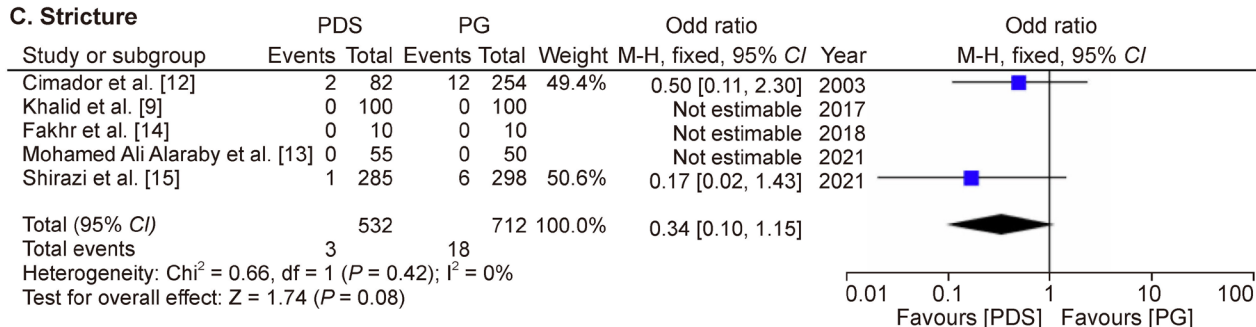 C. Stricture
PDS PG Odd ratio Odd ratio
Study or subgroup Events Total Events Total Weight M-H, fixed, 95% CI Year M-H, fixed, 95% CI
Cimador et al. [12] 2 82 12 254 49.4% 0.50 [0.11, 2.30] 2003
Khalid et al. [9] 0 100 0 100 Not estimable 2017
Fakhr et al. [14] 0 10 0 10 Not estimable 2018
Mohamed Ali Alaraby et al. [13] 0 55 0 50 Not estimable 2021
Shirazi et al. [15] 1 285 6 298 50.6% 0.17 [0.02, 1.43] 2021
Total (95% CI) 532 712 100.0% 0.34 [0.10, 1.15]
Total events 3 18
Heterogeneity: Chi² = 0.66, df = 1 (P = 0.42); I² = 0%
Test for overall effect: Z = 1.74 (P = 0.08)
0.01 0.1 1 10 100
Favours [PDS] Favours [PG]